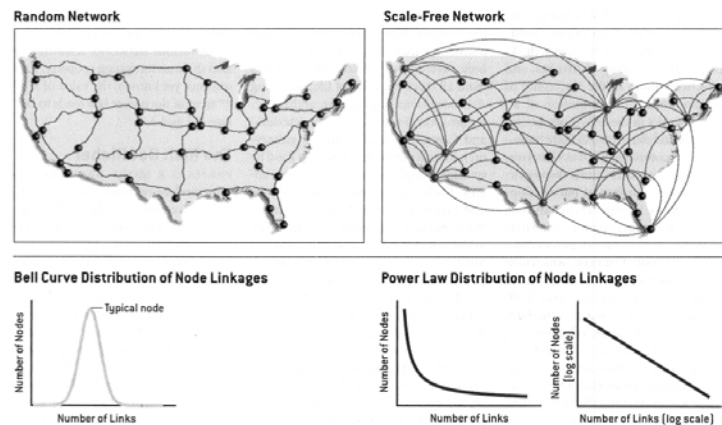 Random Network
Scale-Free Network
Bell Curve Distribution of Node Linkages
Typical node
Number of Nodes
Number of Links
Power Law Distribution of Node Linkages
Number of Nodes
Number of Links
Number of Nodes
[log scale]
Number of Links [log scale]